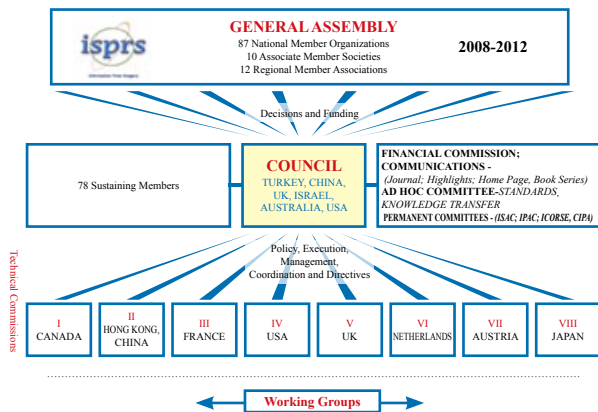 isprs
GENERAL ASSEMBLY
87 National Member Organizations
10 Associate Member Societies
12 Regional Member Associations
2008-2012
Decisions and Funding
78 Sustaining Members
COUNCIL
TURKEY, CHINA,
UK, ISRAEL,
AUSTRALIA, USA
FINANCIAL COMMISSION;
COMMUNICATIONS -
(Journal; Highlights; Home Page, Book Series)
AD HOC COMMITTEE-STANDARDS,
KNOWLEDGE TRANSFER
PERMANENT COMMITTEES - (ISAC; IPAC; ICORSE, CIPA)
Policy, Execution,
Management,
Coordination and Directives
Technical Commissions
I
CANADA
II
HONG KONG,
CHINA
III
FRANCE
IV
USA
V
UK
VI
NETHERLANDS
VII
AUSTRIA
VIII
JAPAN
Working Groups